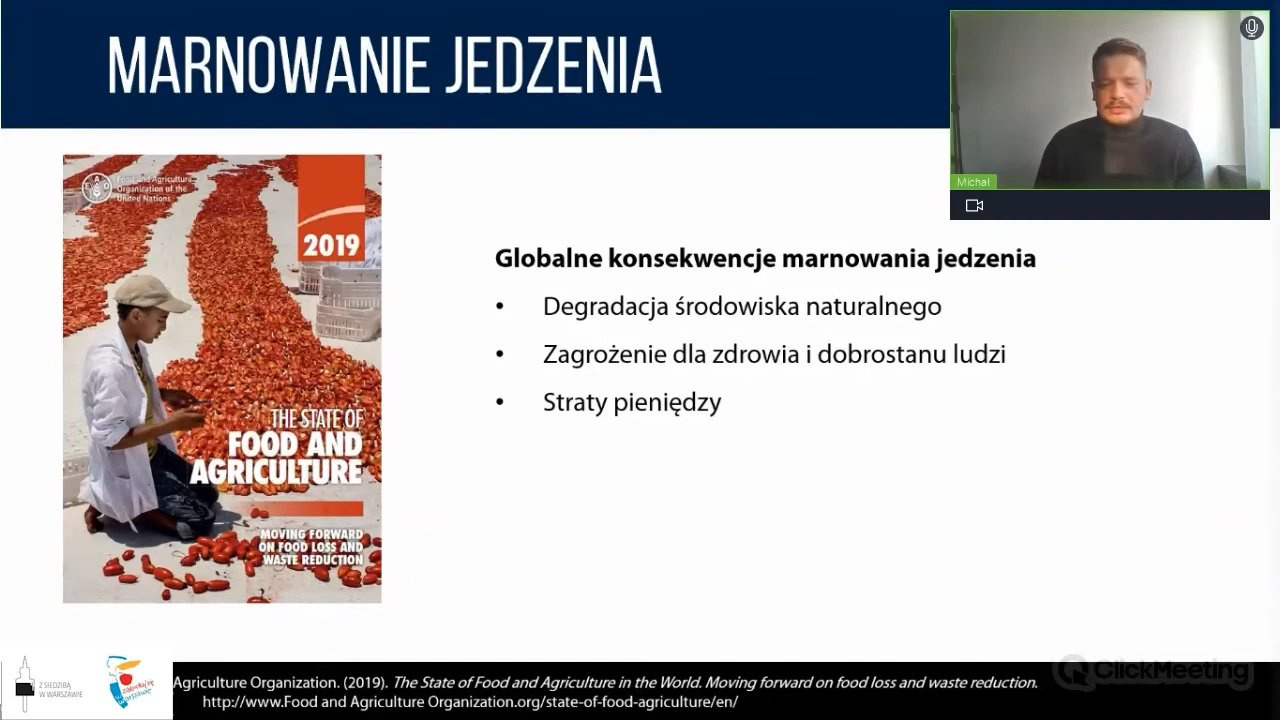 MARNOWANIE JEDZENIA
Michał
Food and Agriculture
Organization of the
United Nations
2019
THE STATE OF
FOOD AND
AGRICULTURE
MOVING FORWARD
ON FOOD LOSS AND
WASTE REDUCTION
Globalne konsekwencje marnowania jedzenia
• Degradacja środowiska naturalnego
• Zagrożenie dla zdrowia i dobrostanu ludzi
• Straty pieniędzy
Z SIEDZIBĄ
W WARSZAWIE
zakochaj się
w Warszawie
Agriculture Organization. (2019). The State of Food and Agriculture in the World. Moving forward on food loss and waste reduction.
http://www.Food and Agriculture Organization.org/state-of-food-agriculture/en/
ClickMeeting